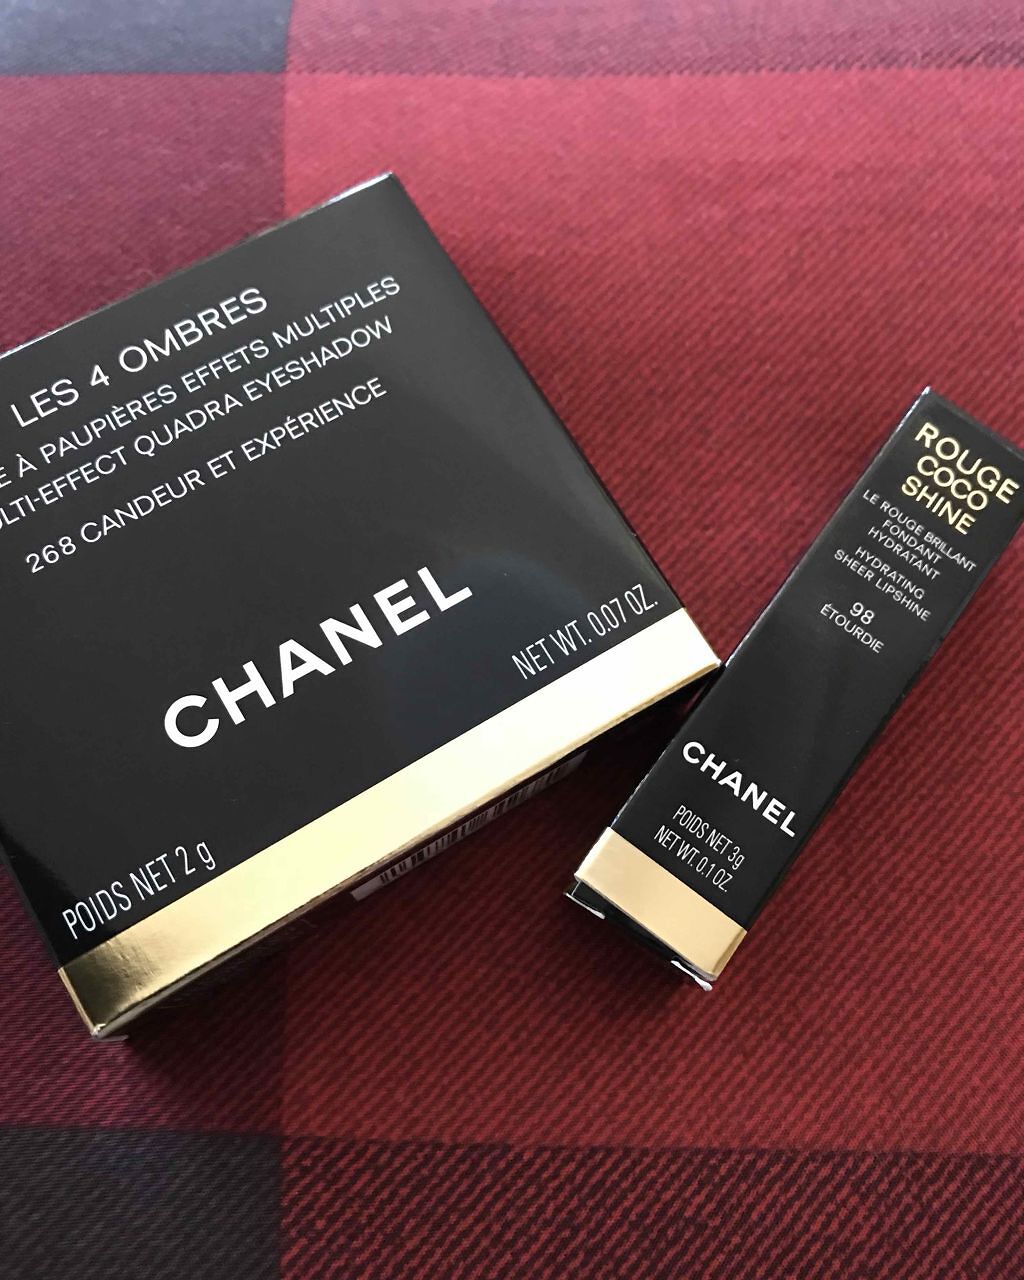 LES 4 OMBRES
À PAUPIÈRES EFFETS MULTIPLES
EFFECT QUADRA EYESHADOW
268 CANDEUR ET EXPÉRIENCE
CHANEL
NET WT. 0.07 OZ.
POIDS NET 2 g
ROUGE
COCO
SHINE
LE ROUGE BRILLANT
FONDANT
HYDRATANT
HYDRATING
SHEER LIPSHINE
98
ÉTOURDIE
CHANEL
POIDS NET 3g
NET WT. 0.1 OZ.